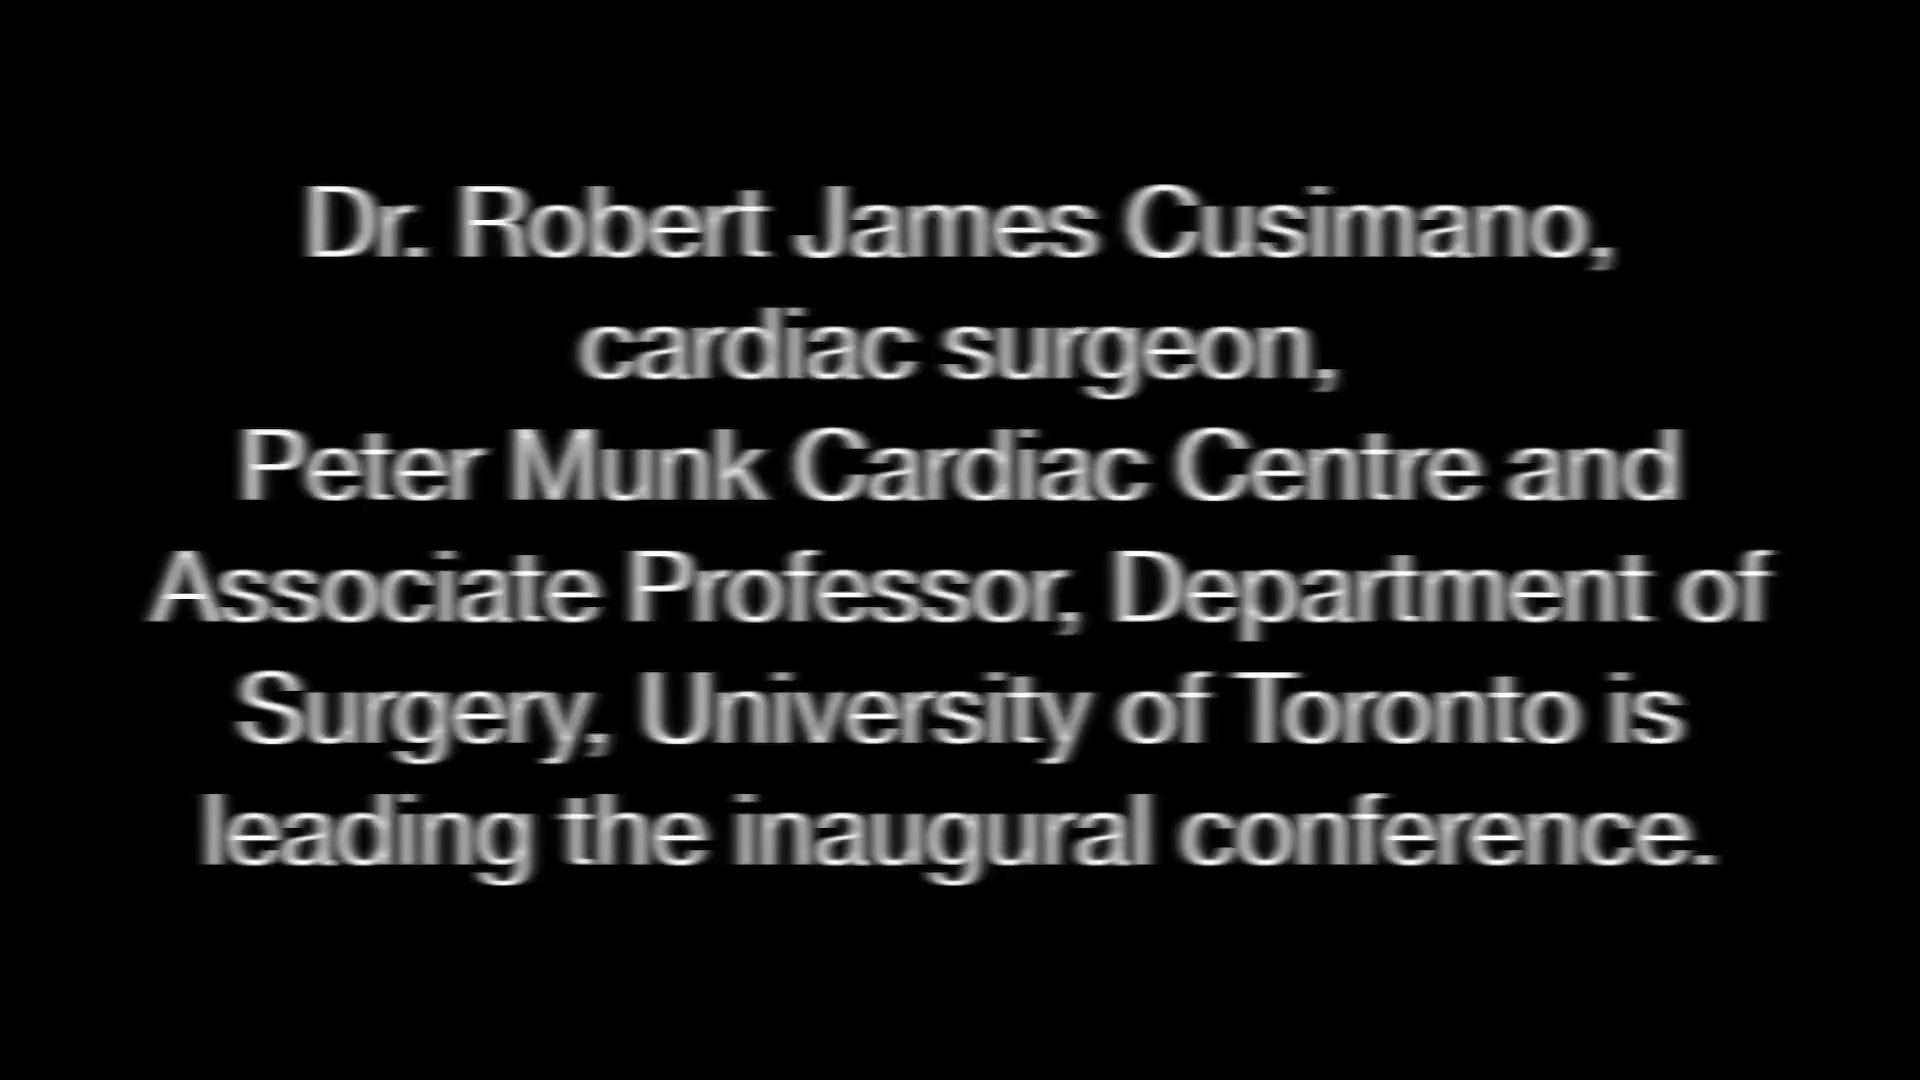 Dr. Robert James Cusimano,
cardiac surgeon,
Peter Munk Cardiac Centre and
Associate Professor, Department of
Surgery, University of Toronto is
leading the inaugural conference.